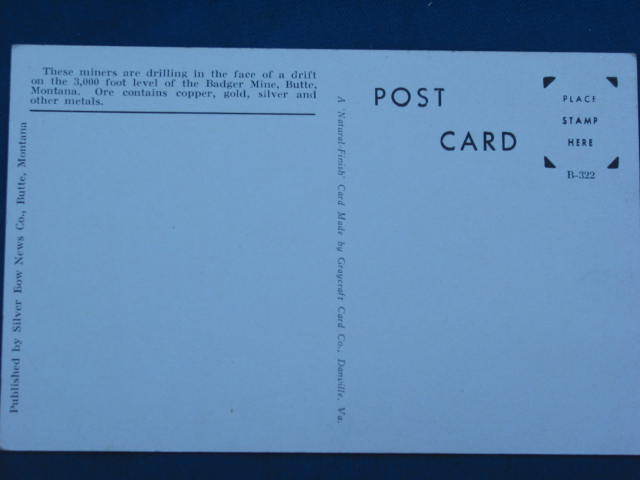 These miners are drilling in the face of a drift
on the 3,000 foot level of the Badger Mine, Butte,
Montana. Ore contains copper, gold, silver and
other metals.
Published by Silver Bow News Co., Butte, Montana
A "Natural-Finish" Card Made by Graycraft Card Co., Danville, Va.
POST
CARD
PLACE
STAMP
HERE
B-322